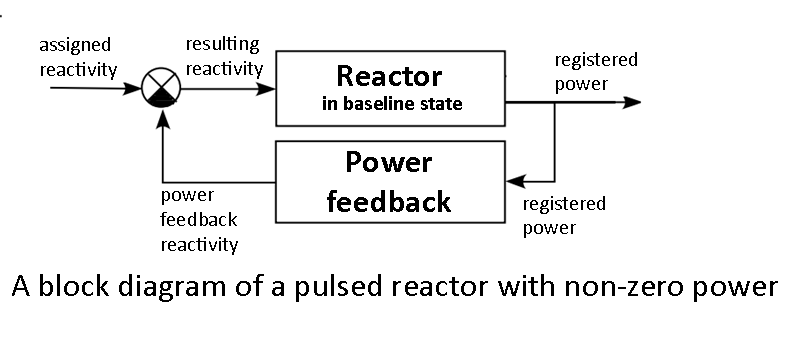 assigned
reactivity
resulting
reactivity
Reactor
in baseline state
registered
power
Power
feedback
power
feedback
reactivity
registered
power
A block diagram of a pulsed reactor with non-zero power